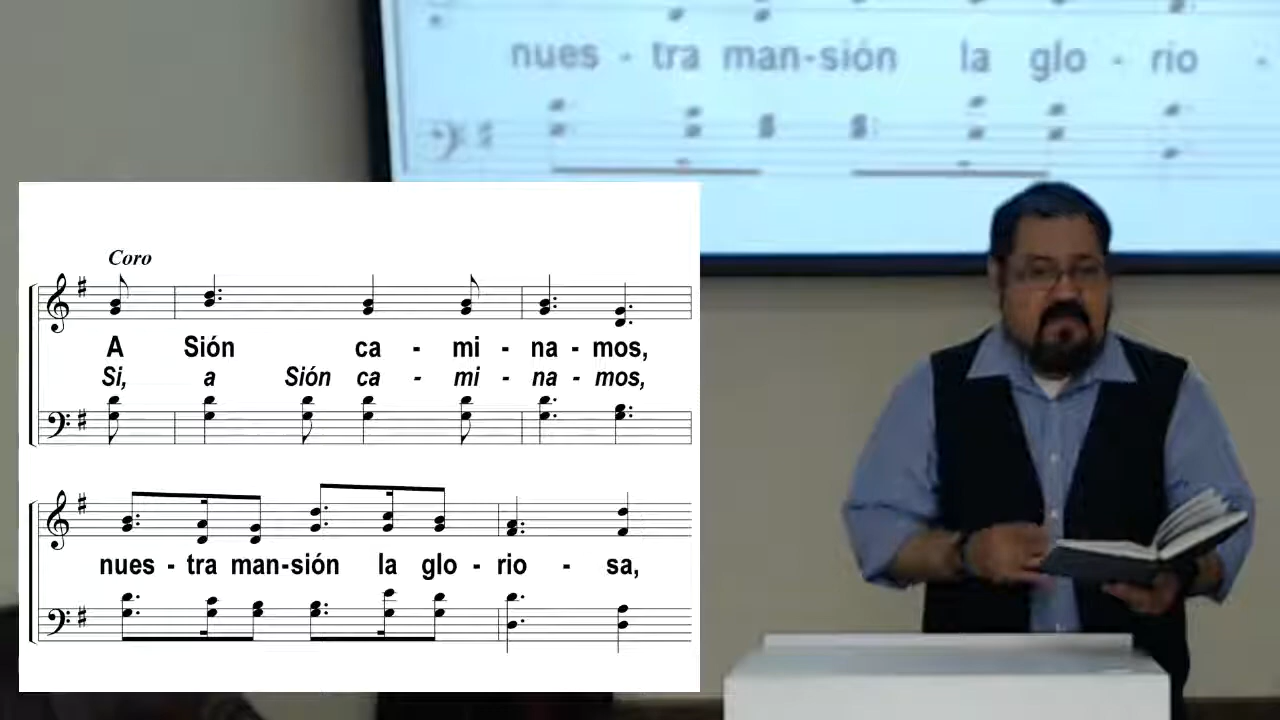 nues - tra man-sión la glo - rio -
Coro
A Sión ca - mi - na - mos,
Si, a Sión ca - mi - na - mos,
nues - tra man-sión la glo - rio - sa,